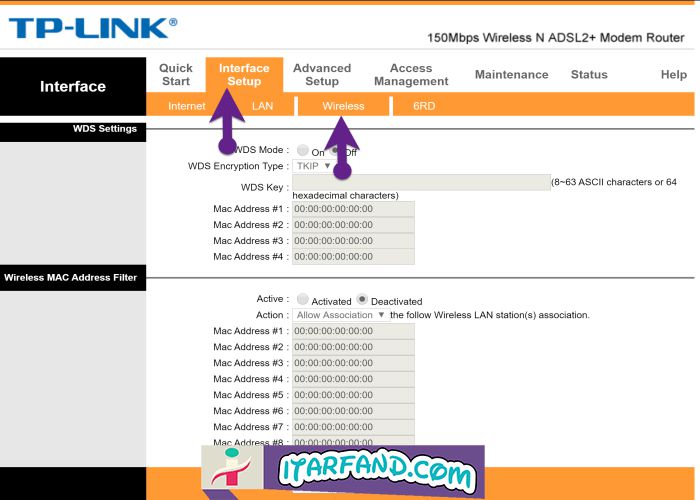 TP-LINK®
150Mbps Wireless N ADSL2+ Modem Router
Interface
Quick Start
Interface Setup
Advanced Setup
Access Management
Maintenance
Status
Help
Internet
LAN
Wireless
6RD
WDS Settings
WDS Mode : On Off
WDS Encryption Type : TKIP
WDS Key : (8~63 ASCII characters or 64
hexadecimal characters)
Mac Address #1 : 00:00:00:00:00:00
Mac Address #2 : 00:00:00:00:00:00
Mac Address #3 : 00:00:00:00:00:00
Mac Address #4 : 00:00:00:00:00:00
Wireless MAC Address Filter
Active : Activated Deactivated
Action : Allow Association the follow Wireless LAN station(s) association.
Mac Address #1 : 00:00:00:00:00:00
Mac Address #2 : 00:00:00:00:00:00
Mac Address #3 : 00:00:00:00:00:00
Mac Address #4 : 00:00:00:00:00:00
Mac Address #5 : 00:00:00:00:00:00
Mac Address #6 : 00:00:00:00:00:00
Mac Address #7 : 00:00:00:00:00:00
Mac Address #8 : 00:00:00:00:00:00
ITARFAND.COM